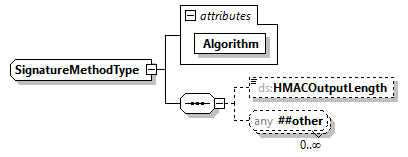 attributes
Algorithm
SignatureMethodType
ds:HMACOutputLength
any ##other
0..∞